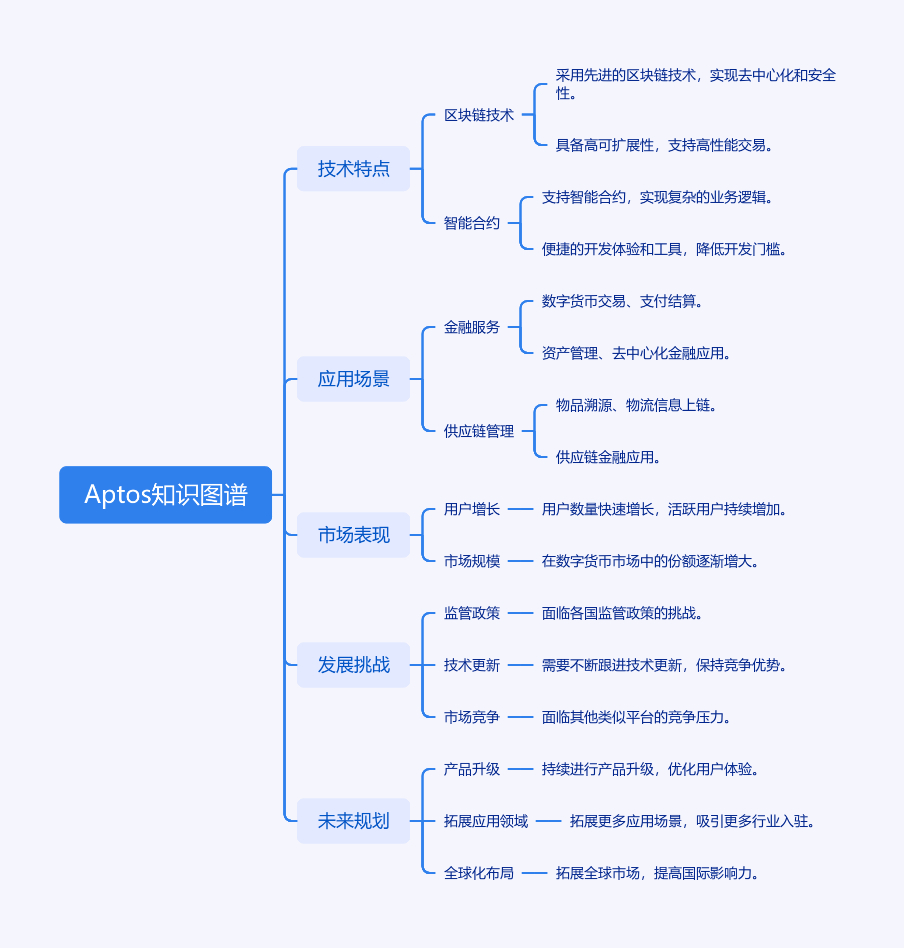 Aptos知识图谱
技术特点
区块链技术
采用先进的区块链技术，实现去中心化和安全
性。
具备高可扩展性，支持高性能交易。
智能合约
支持智能合约，实现复杂的业务逻辑。
便捷的开发体验和工具，降低开发门槛。
应用场景
金融服务
数字货币交易、支付结算。
资产管理、去中心化金融应用。
供应链管理
物品溯源、物流信息上链。
供应链金融应用。
市场表现
用户增长
用户数量快速增长，活跃用户持续增加。
市场规模
在数字货币市场中的份额逐渐增大。
发展挑战
监管政策
面临各国监管政策的挑战。
技术更新
需要不断跟进技术更新，保持竞争优势。
市场竞争
面临其他类似平台的竞争压力。
未来规划
产品升级
持续进行产品升级，优化用户体验。
拓展应用领域
拓展更多应用场景，吸引更多行业入驻。
全球化布局
拓展全球市场，提高国际影响力。